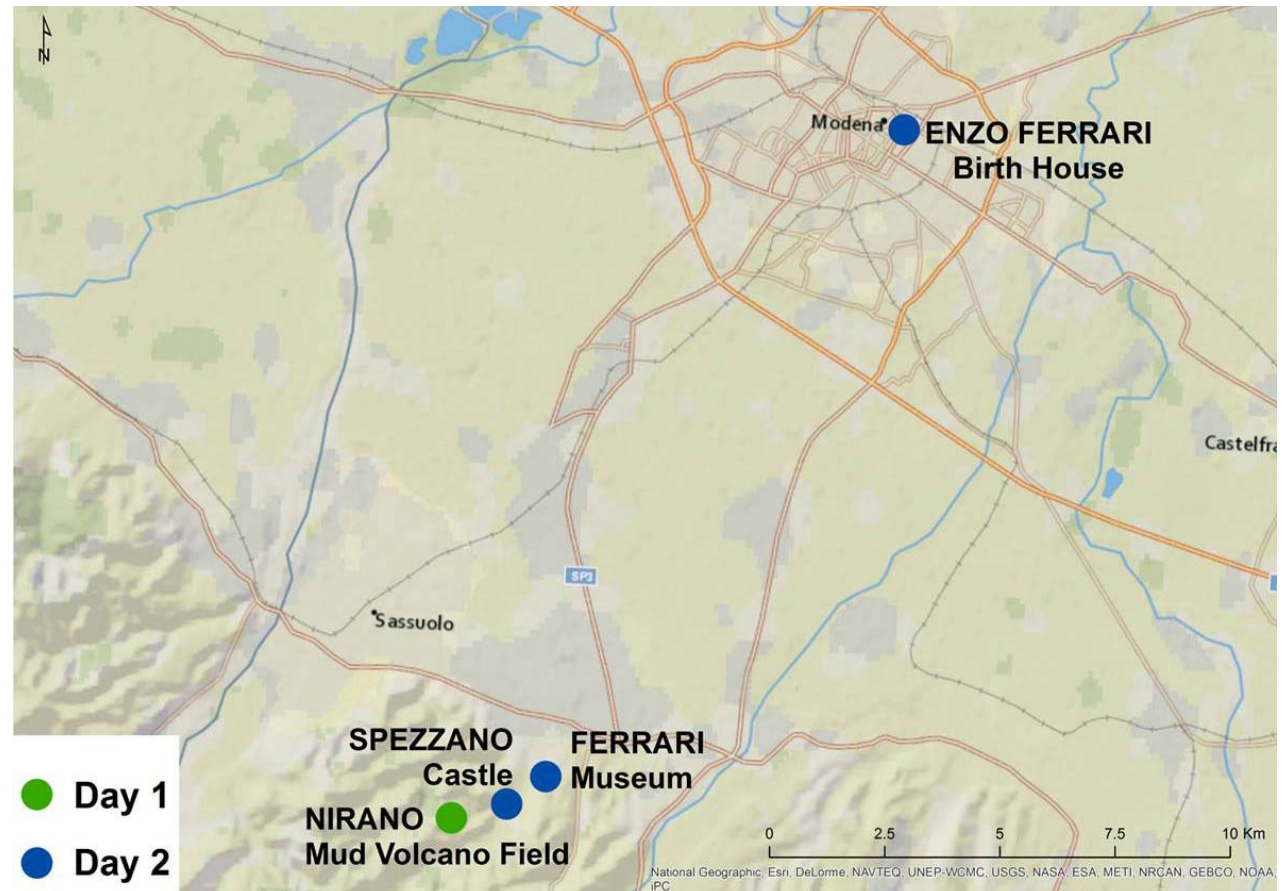 N
Modena
ENZO FERRARI
Birth House
Castelfra
SP3
Sassuolo
SPEZZANO
Castle
FERRARI
Museum
NIRANO
Mud Volcano Field
Day 1
Day 2
0 2.5 5 7.5 10 Km
National Geographic, Esri, DeLorme, NAVTEQ, UNEP-WCMC, USGS, NASA, ESA, METI, NRCAN, GEBCO, NOAA,
iPC